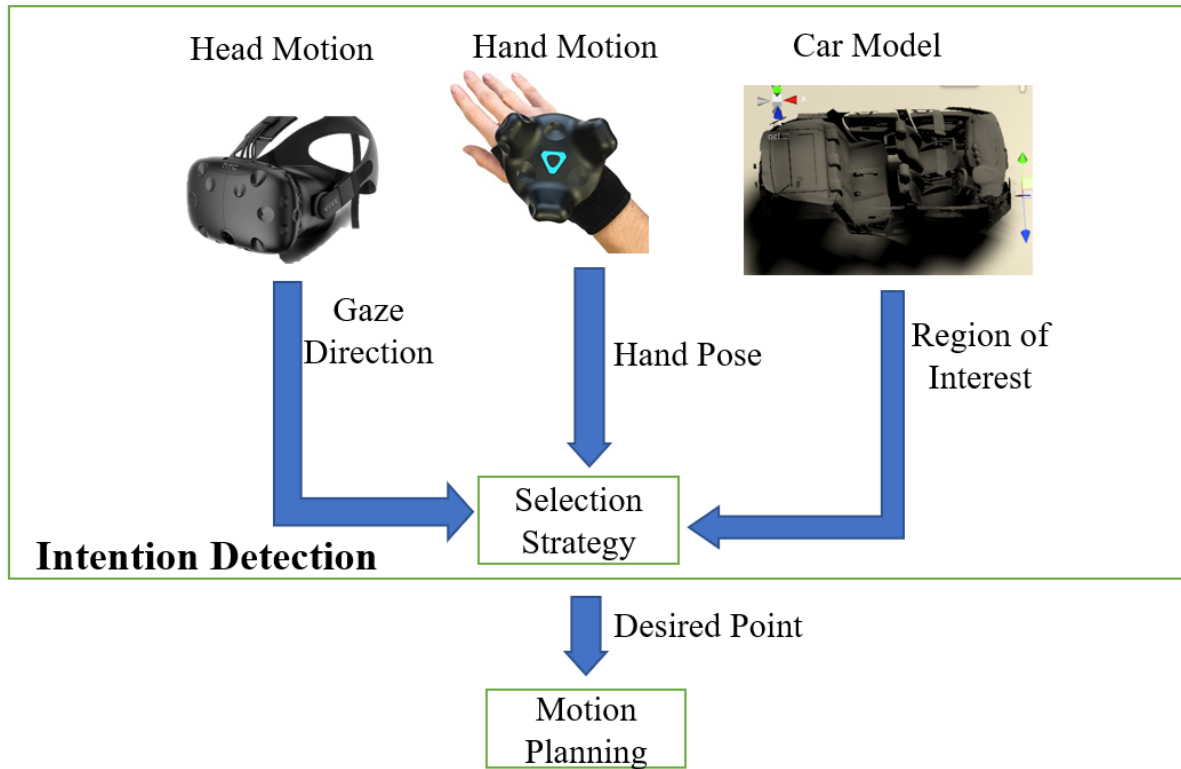 Head Motion
Hand Motion
Car Model
hTC
Gaze
Direction
Hand Pose
Region of
Interest
Selection
Strategy
Intention Detection
Desired Point
Motion
Planning